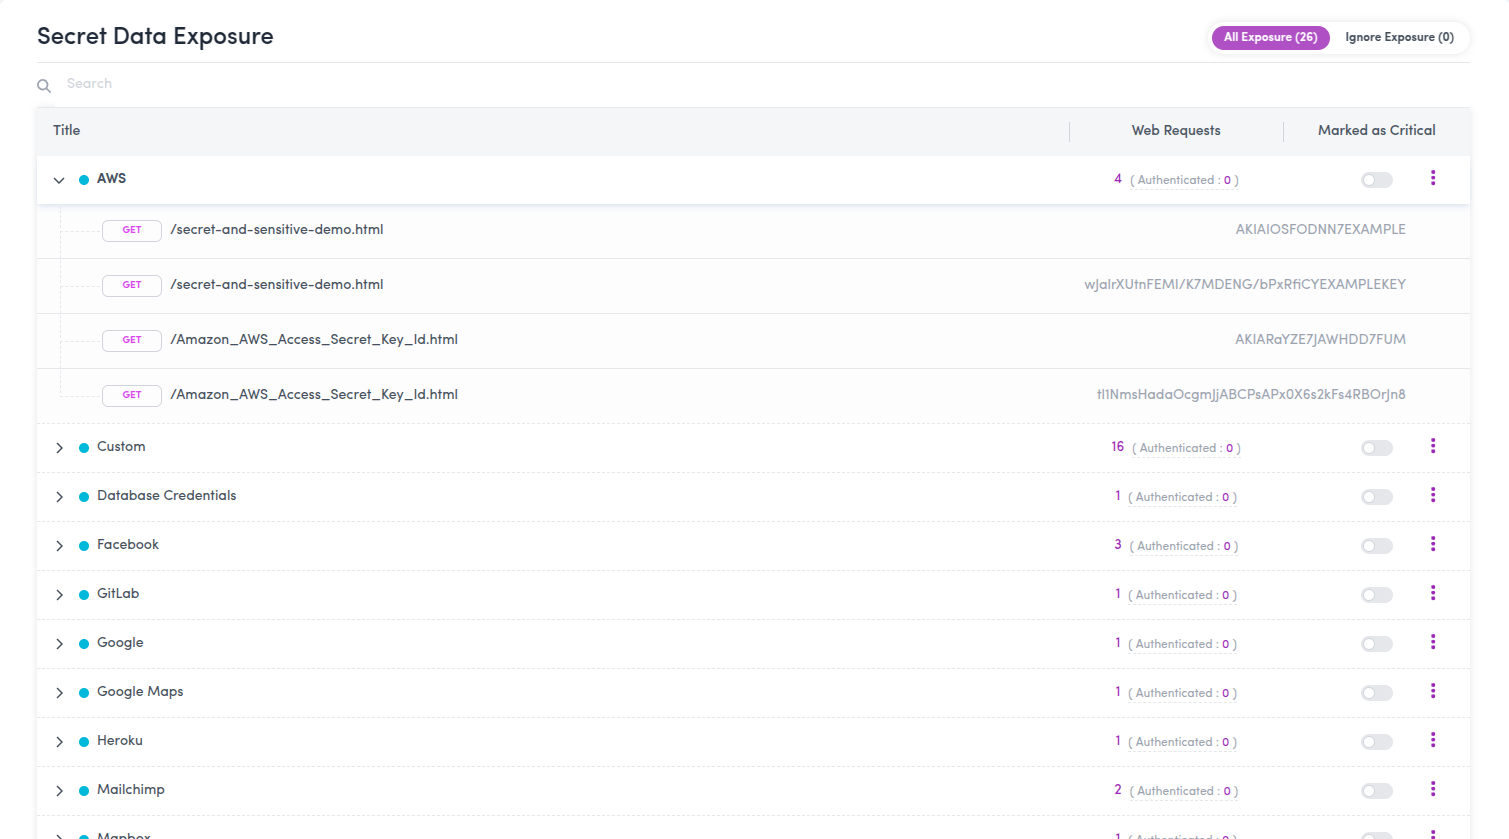 Secret Data Exposure
All Exposure (26) Ignore Exposure (0)
Search
Title Web Requests Marked as Critical
AWS 4 ( Authenticated : 0 )
GET /secret-and-sensitive-demo.html AKIAIOSFODNN7EXAMPLE
GET /secret-and-sensitive-demo.html wJalrXUtnFEMI/K7MDENG/bPxRfiCYEXAMPLEKEY
GET /Amazon_AWS_Access_Secret_Key_Id.html AKIARaYZE7JAWHDD7FUM
GET /Amazon_AWS_Access_Secret_Key_Id.html tl1NmsHadaOcgmJjABCPsAPx0X6s2kFs4RBOrJn8
Custom 16 ( Authenticated : 0 )
Database Credentials 1 ( Authenticated : 0 )
Facebook 3 ( Authenticated : 0 )
GitLab 1 ( Authenticated : 0 )
Google 1 ( Authenticated : 0 )
Google Maps 1 ( Authenticated : 0 )
Heroku 1 ( Authenticated : 0 )
Mailchimp 2 ( Authenticated : 0 )
Mapbox 1 ( Authenticated : 0 )